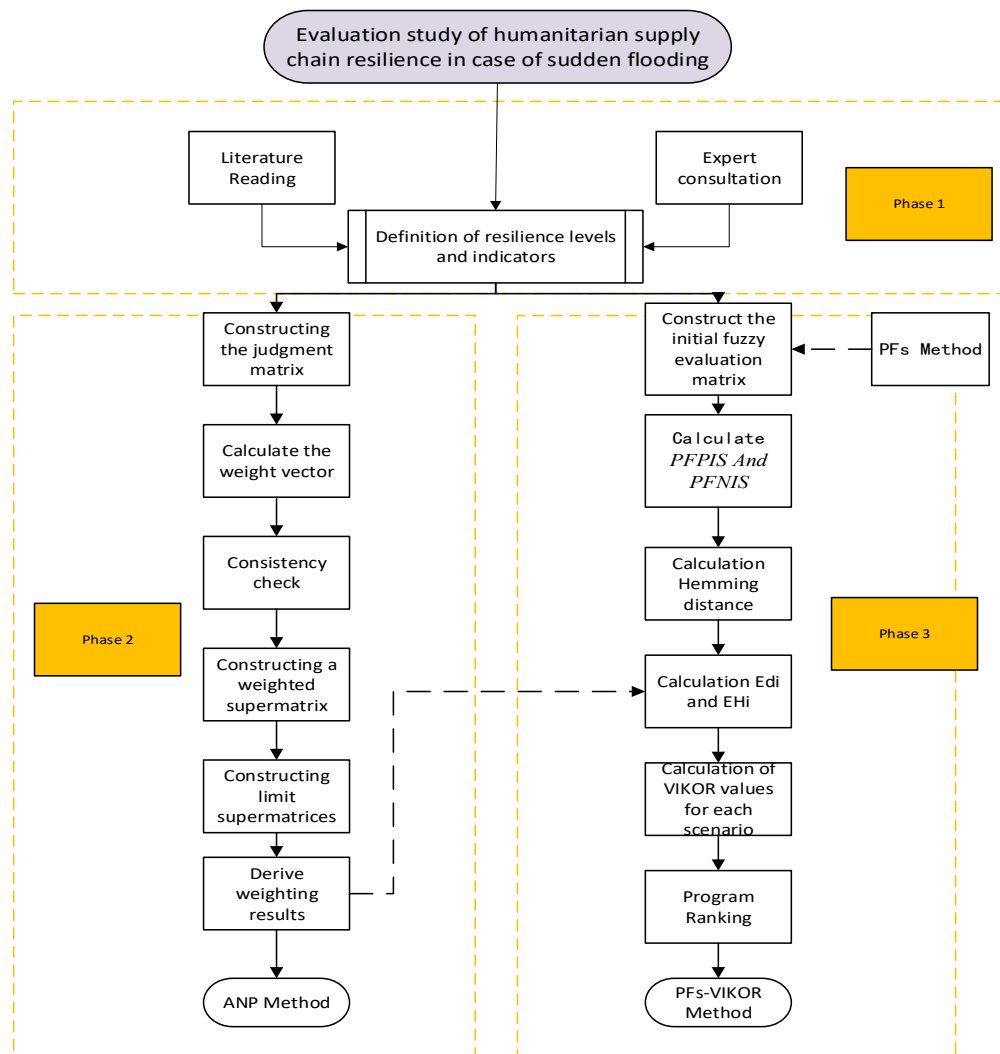 Evaluation study of humanitarian supply
chain resilience in case of sudden flooding
Literature
Reading
Expert
consultation
Phase 1
Definition of resilience levels
and indicators
Constructing
the judgment
matrix
Calculate the
weight vector
Consistency
check
Phase 2
Constructing a
weighted
supermatrix
Constructing
limit
supermatrices
Derive
weighting
results
ANP Method
Construct the
initial fuzzy
evaluation
matrix
PFs Method
Calculate
PFPIS And
PFNIS
Calculation
Hemming
distance
Phase 3
Calculation Edi
and EHi
Calculation of
VIKOR values
for each
scenario
Program
Ranking
PFs-VIKOR
Method